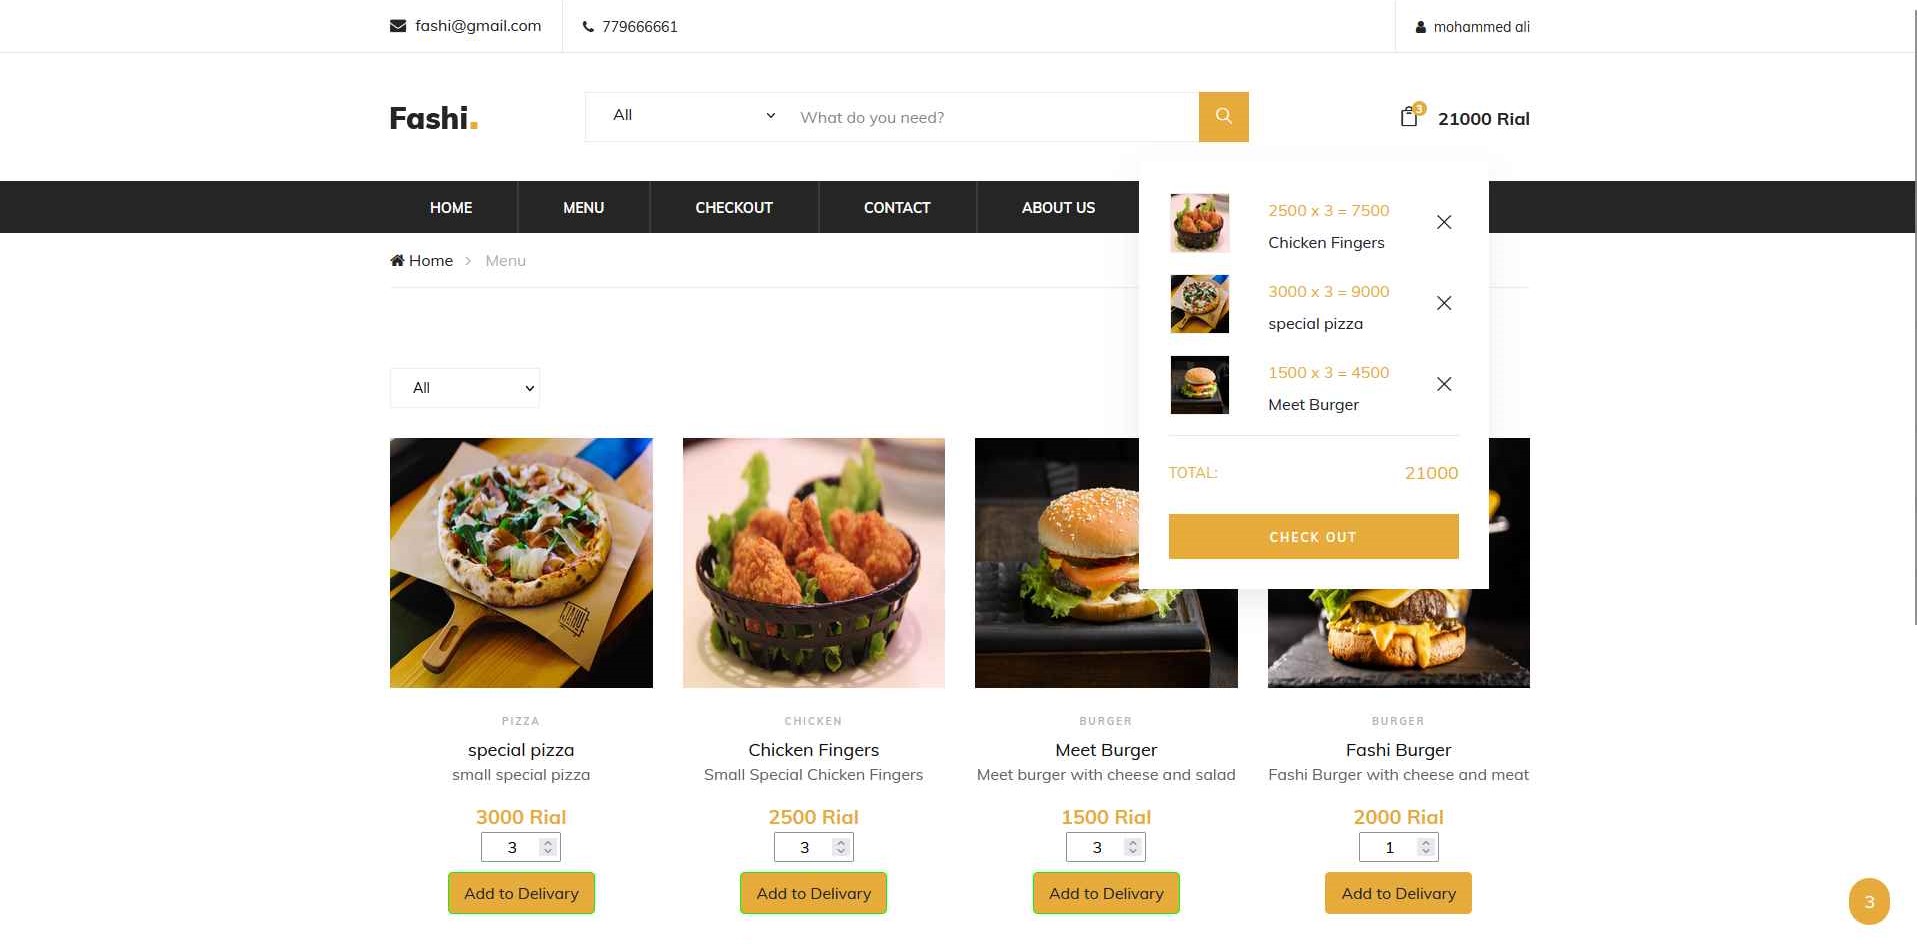 fashi@gmail.com
779666661
mohammed ali
Fashi.
All
What do you need?
3
21000 Rial
HOME
MENU
CHECKOUT
CONTACT
ABOUT US
2500 x 3 = 7500
Chicken Fingers
Home
Menu
3000 x 3 = 9000
special pizza
1500 x 3 = 4500
Meet Burger
All
TOTAL:
21000
CHECK OUT
PIZZA
special pizza
small special pizza
3000 Rial
3
Add to Delivary
CHICKEN
Chicken Fingers
Small Special Chicken Fingers
2500 Rial
3
Add to Delivary
BURGER
Meet Burger
Meet burger with cheese and salad
1500 Rial
3
Add to Delivary
BURGER
Fashi Burger
Fashi Burger with cheese and meat
2000 Rial
1
Add to Delivary
3